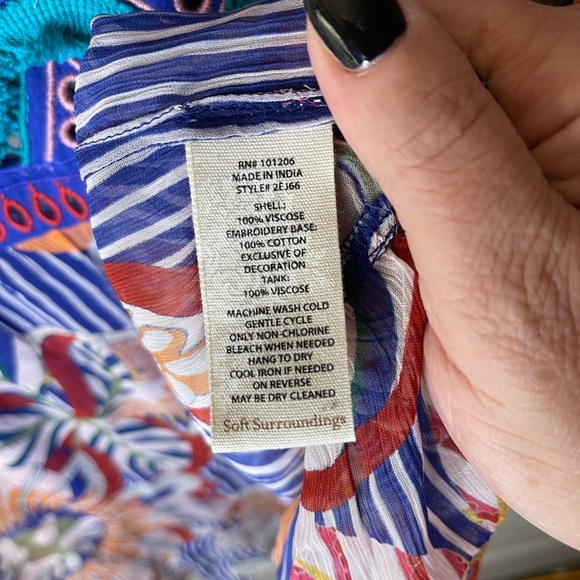 RN# 101206
MADE IN INDIA
STYLE# 2EJ66
SHELL:
100% VISCOSE
EMBROIDERY BASE:
100% COTTON
EXCLUSIVE OF
DECORATION
TANK:
100% VISCOSE
MACHINE WASH COLD
GENTLE CYCLE
ONLY NON-CHLORINE
BLEACH WHEN NEEDED
HANG TO DRY
COOL IRON IF NEEDED
ON REVERSE
MAY BE DRY CLEANED
Soft Surroundings